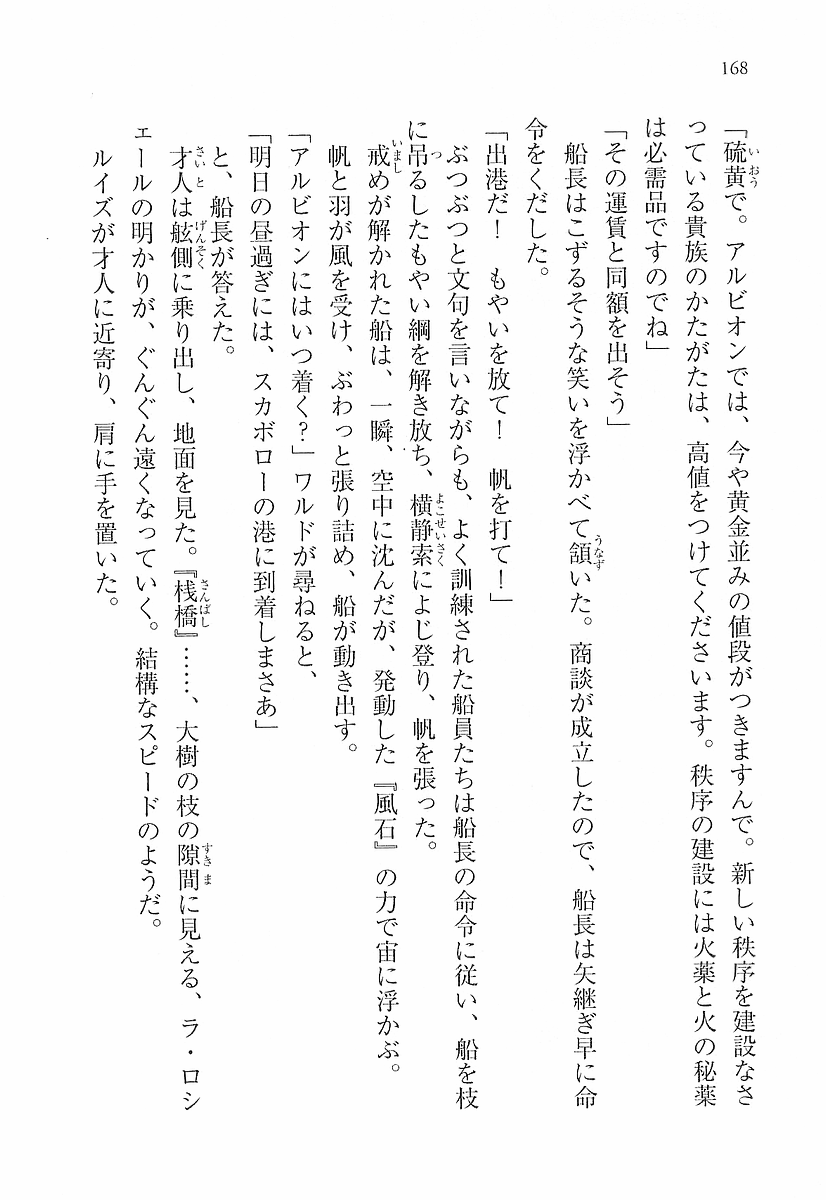 168
「硫黄で。アルビオンでは、今や黄金並みの値段がつきますんで。新しい秩序を建設なさ
っている貴族のかたがたは、高値をつけてくださいます。秩序の建設には火薬と火の秘薬
は必需品ですのでね」
「その運賃と同額を出そう」
船長はこずるそうな笑いを浮かべて頷いた。商談が成立したので、船長は矢継ぎ早に命
令をくだした。
「出港だ！　もやいを放て！　帆を打て！」
ぶつぶつと文句を言いながらも、よく訓練された船員たちは船長の命令に従い、船を枝
に吊るしたもやい綱を解き放ち、横静索によじ登り、帆を張った。
戒めが解かれた船は、一瞬、空中に沈んだが、発動した『風石』の力で宙に浮かぶ。
帆と羽が風を受け、ぶわっと張り詰め、船が動き出す。
「アルビオンにはいつ着く？」ワルドが尋ねると、
「明日の昼過ぎには、スカボローの港に到着しまさあ」
と、船長が答えた。
才人は舷側に乗り出し、地面を見た。『桟橋』……、大樹の枝の隙間に見える、ラ・ロシ
ェールの明かりが、ぐんぐん遠くなっていく。結構なスピードのようだ。
ルイズが才人に近寄り、肩に手を置いた。